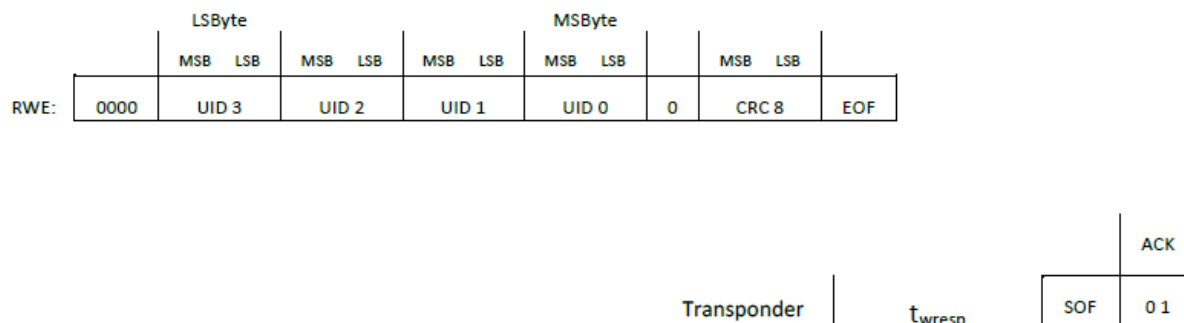 LSByte MSByte
MSB LSB MSB LSB MSB LSB MSB LSB MSB LSB
RWE: 0000 UID 3 UID 2 UID 1 UID 0 0 CRC 8 EOF
ACK
Transponder twresp SOF 0 1